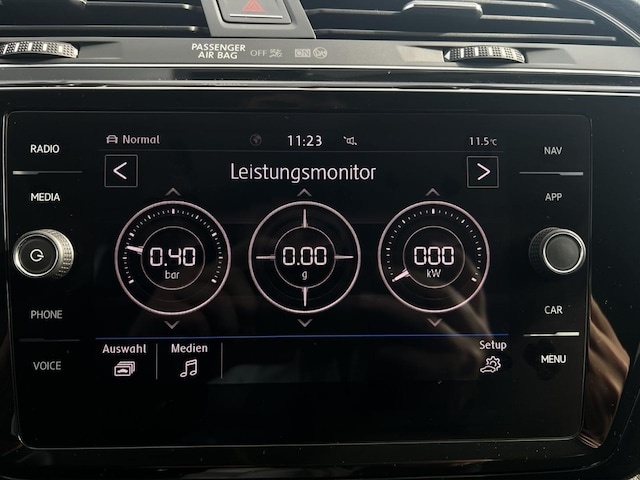 PASSENGER
AIR BAG OFF ON
RADIO
MEDIA
PHONE
VOICE
Normal 11:23 11.5°C
Leistungsmonitor
0.40
bar
0.00
g
000
kW
Auswahl Medien Setup
NAV
APP
CAR
MENU